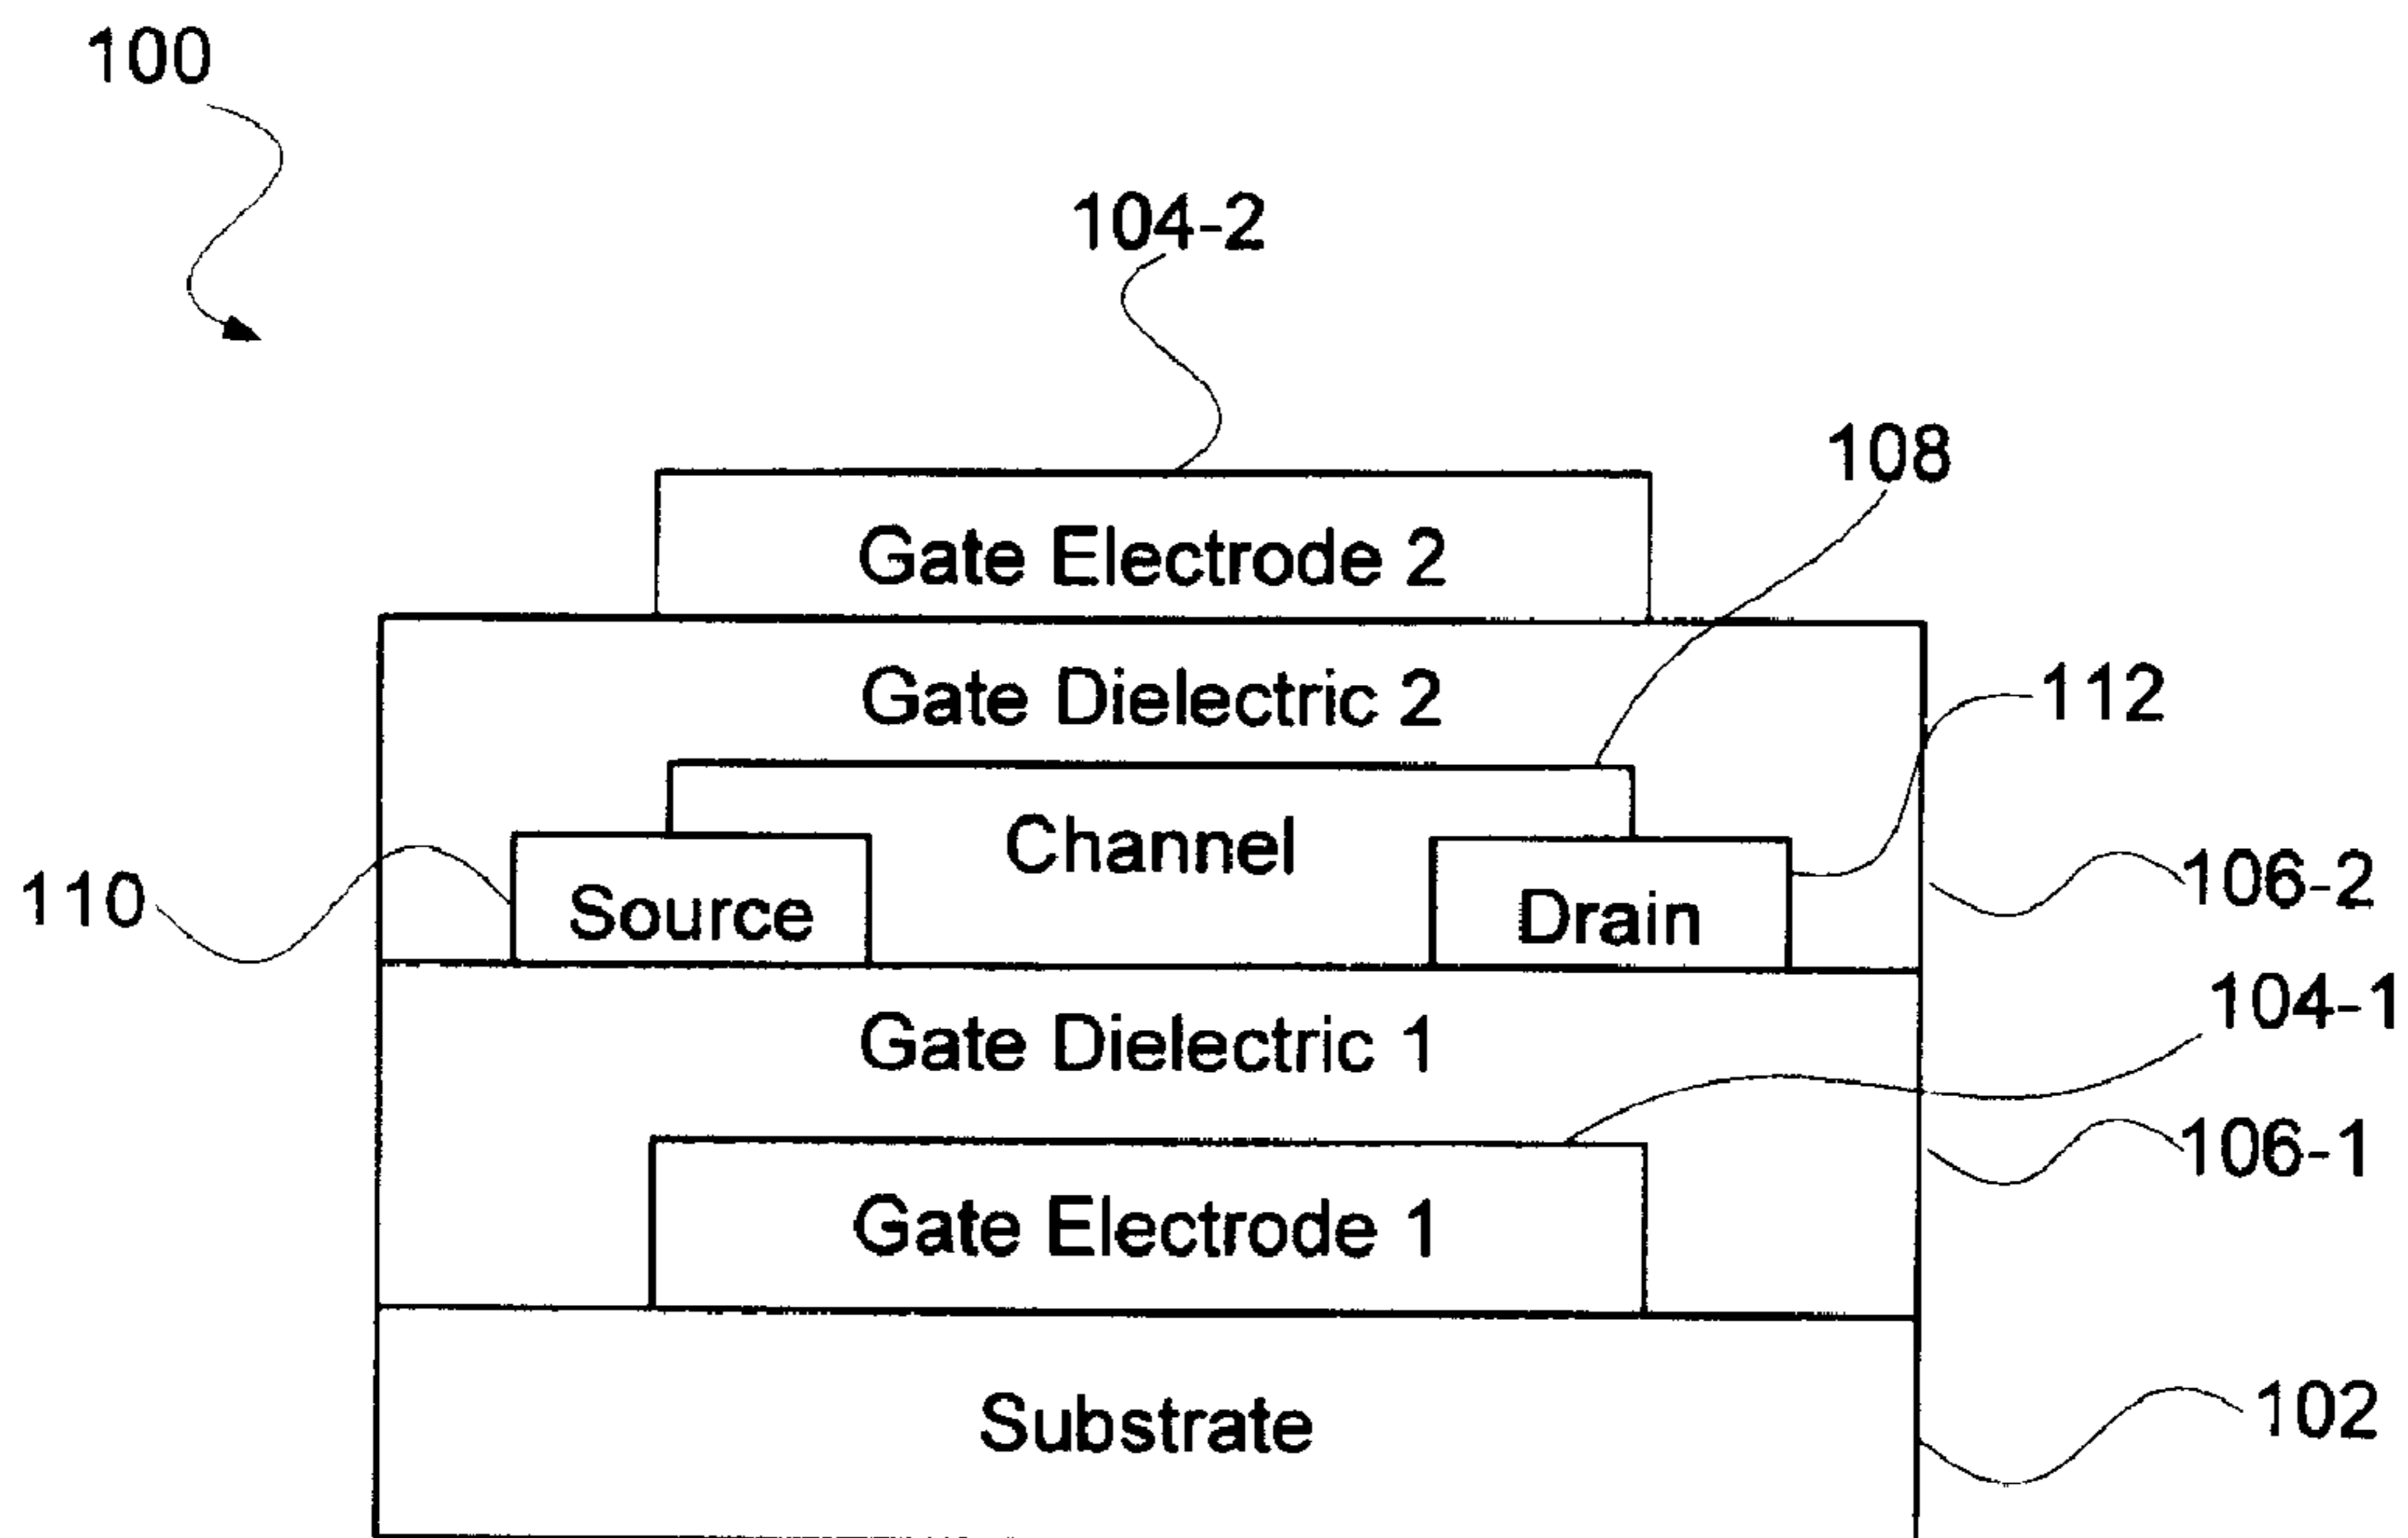 100
104-2
108
Gate Electrode 2
Gate Dielectric 2
112
Channel
110
Source
Drain
106-2
104-1
Gate Dielectric 1
106-1
Gate Electrode 1
102
Substrate